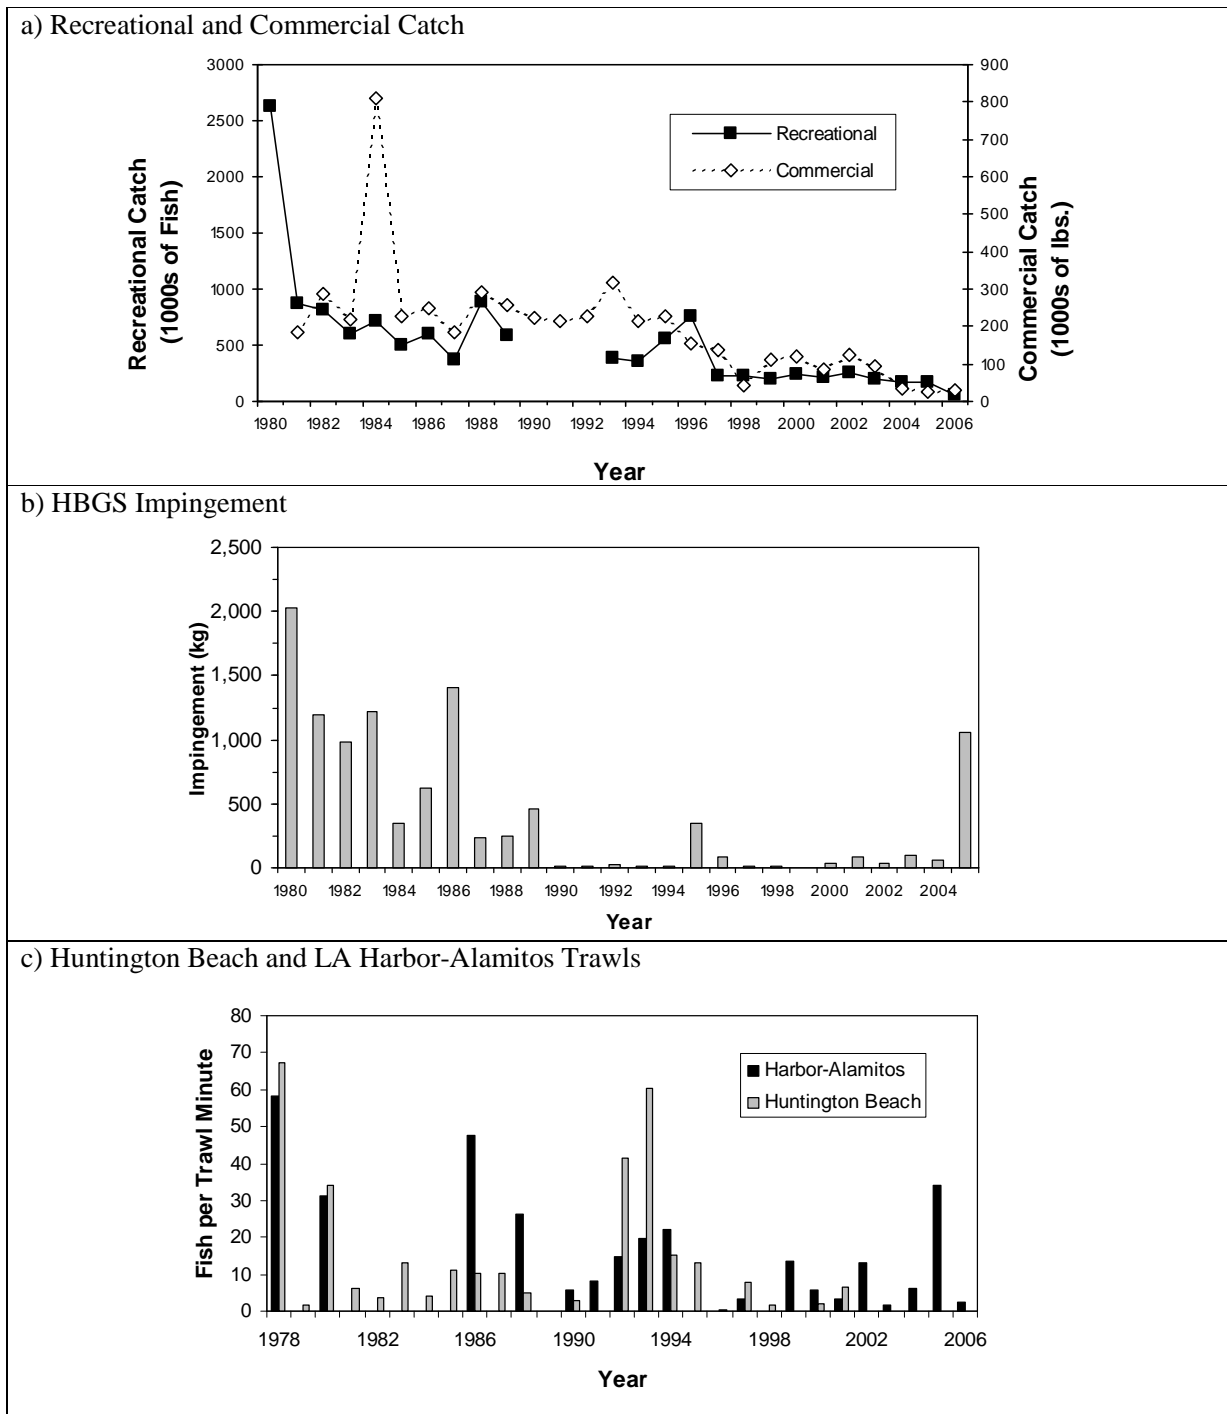 a) Recreational and Commercial Catch
3000
2500
2000
1500
1000
500
0
Recreational Catch
(1000s of Fish)
900
800
700
600
500
400
300
200
100
0
Commercial Catch
(1000s of lbs.)
Recreational
Commercial
1980 1982 1984 1986 1988 1990 1992 1994 1996 1998 2000 2002 2004 2006
Year
b) HBGS Impingement
2,500
2,000
1,500
1,000
500
0
Impingement (kg)
1980 1982 1984 1986 1988 1990 1992 1994 1996 1998 2000 2002 2004
Year
c) Huntington Beach and LA Harbor-Alamitos Trawls
80
70
60
50
40
30
20
10
0
Fish per Trawl Minute
Harbor-Alamitos
Huntington Beach
1978 1982 1986 1990 1994 1998 2002 2006
Year